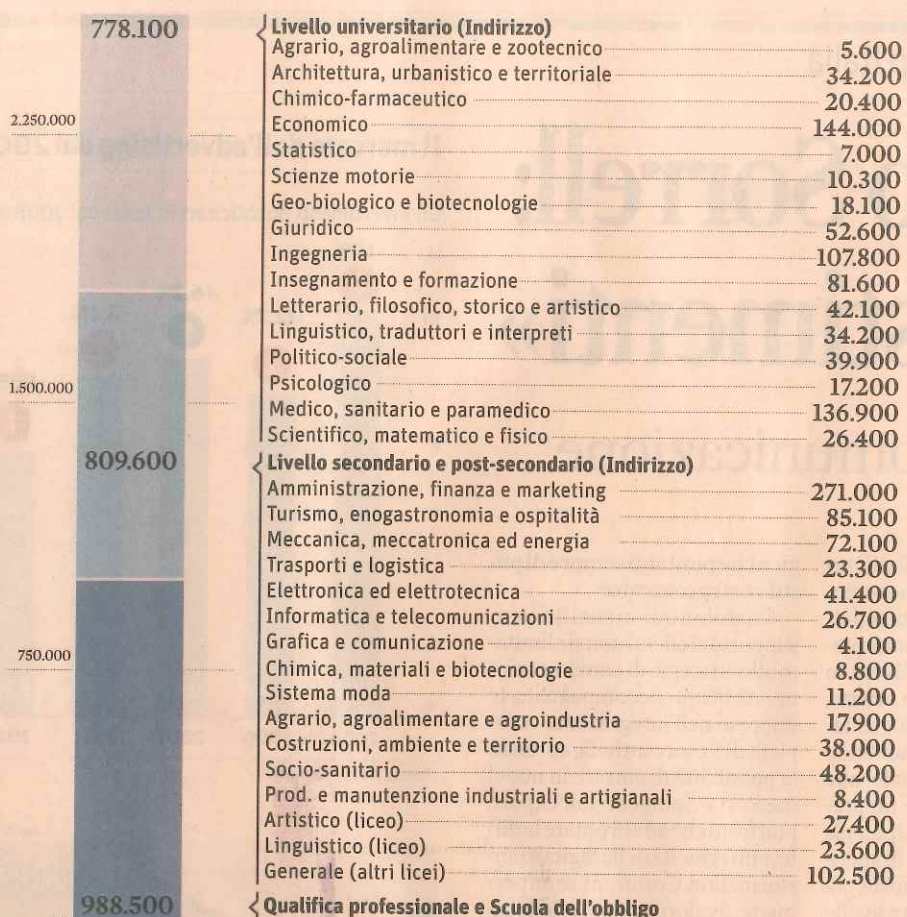 778.100
Livello universitario (Indirizzo)
Agrario, agroalimentare e zootecnico 5.600
Architettura, urbanistico e territoriale 34.200
Chimico-farmaceutico 20.400
2.250.000
Economico 144.000
Statistico 7.000
Scienze motorie 10.300
Geo-biologico e biotecnologie 18.100
Giuridico 52.600
Ingegneria 107.800
Insegnamento e formazione 81.600
Letterario, filosofico, storico e artistico 42.100
Linguistico, traduttori e interpreti 34.200
Politico-sociale 39.900
1.500.000
Psicologico 17.200
Medico, sanitario e paramedico 136.900
Scientifico, matematico e fisico 26.400
809.600
Livello secondario e post-secondario (Indirizzo)
Amministrazione, finanza e marketing 271.000
Turismo, enogastronomia e ospitalità 85.100
Meccanica, meccatronica ed energia 72.100
Trasporti e logistica 23.300
Elettronica ed elettrotecnica 41.400
Informatica e telecomunicazioni 26.700
Grafica e comunicazione 4.100
750.000
Chimica, materiali e biotecnologie 8.800
Sistema moda 11.200
Agrario, agroalimentare e agroindustria 17.900
Costruzioni, ambiente e territorio 38.000
Socio-sanitario 48.200
Prod. e manutenzione industriali e artigianali 8.400
Artistico (liceo) 27.400
Linguistico (liceo) 23.600
Generale (altri licei) 102.500
988.500
Qualifica professionale e Scuola dell'obbligo